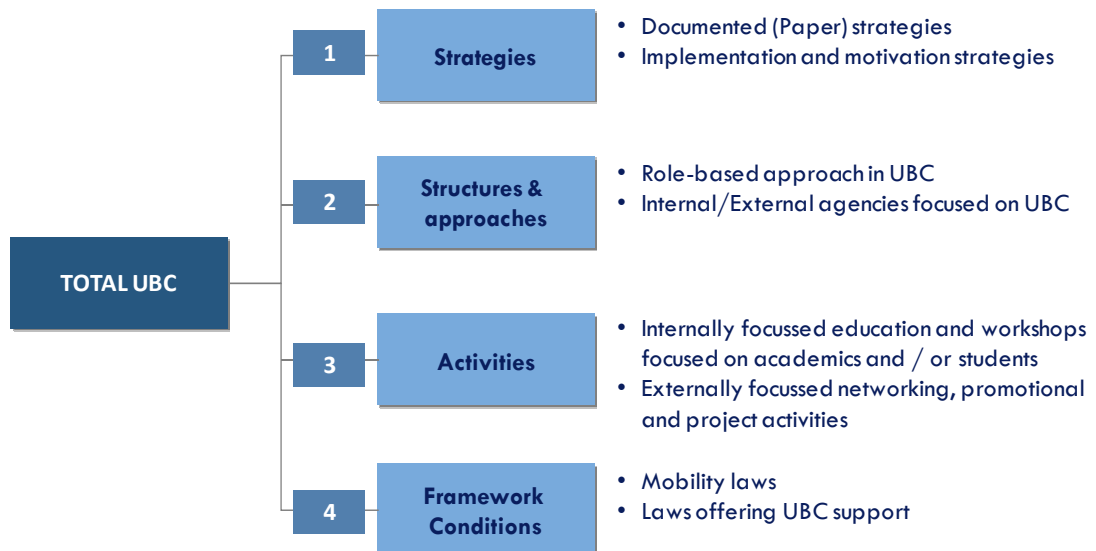 TOTAL UBC
1
Strategies
• Documented (Paper) strategies
• Implementation and motivation strategies
2
Structures &
approaches
• Role-based approach in UBC
• Internal/External agencies focused on UBC
3
Activities
• Internally focussed education and workshops
focused on academics and / or students
• Externally focussed networking, promotional
and project activities
4
Framework
Conditions
• Mobility laws
• Laws offering UBC support